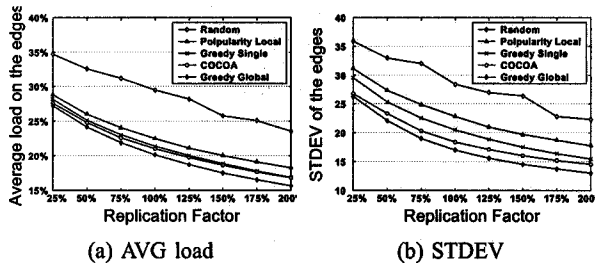 40%
35%
30%
25%
20%
15%
Average load on the edges
Random
Polpularity Local
Greedy Single
COCOA
Greedy Global
25% 50% 75% 100% 125% 150% 175% 200
Replication Factor
(a) AVG load
40
35
30
25
20
15
10
STDEV of the edges
Random
Polpularity Local
Greedy Single
COCOA
Greedy Global
25% 50% 75% 100% 125% 150% 175% 200
Replication Factor
(b) STDEV